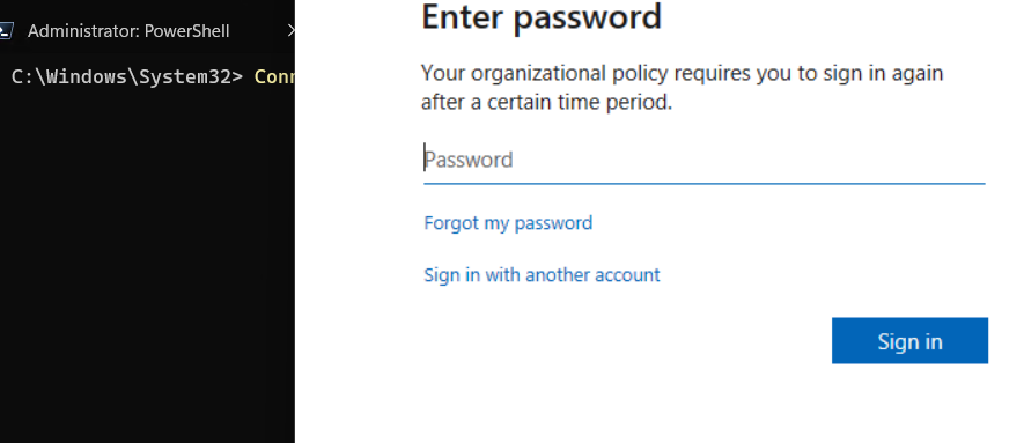 Administrator: PowerShell
C:\Windows\System32> Conn
Enter password
Your organizational policy requires you to sign in again
after a certain time period.
Password
Forgot my password
Sign in with another account
Sign in